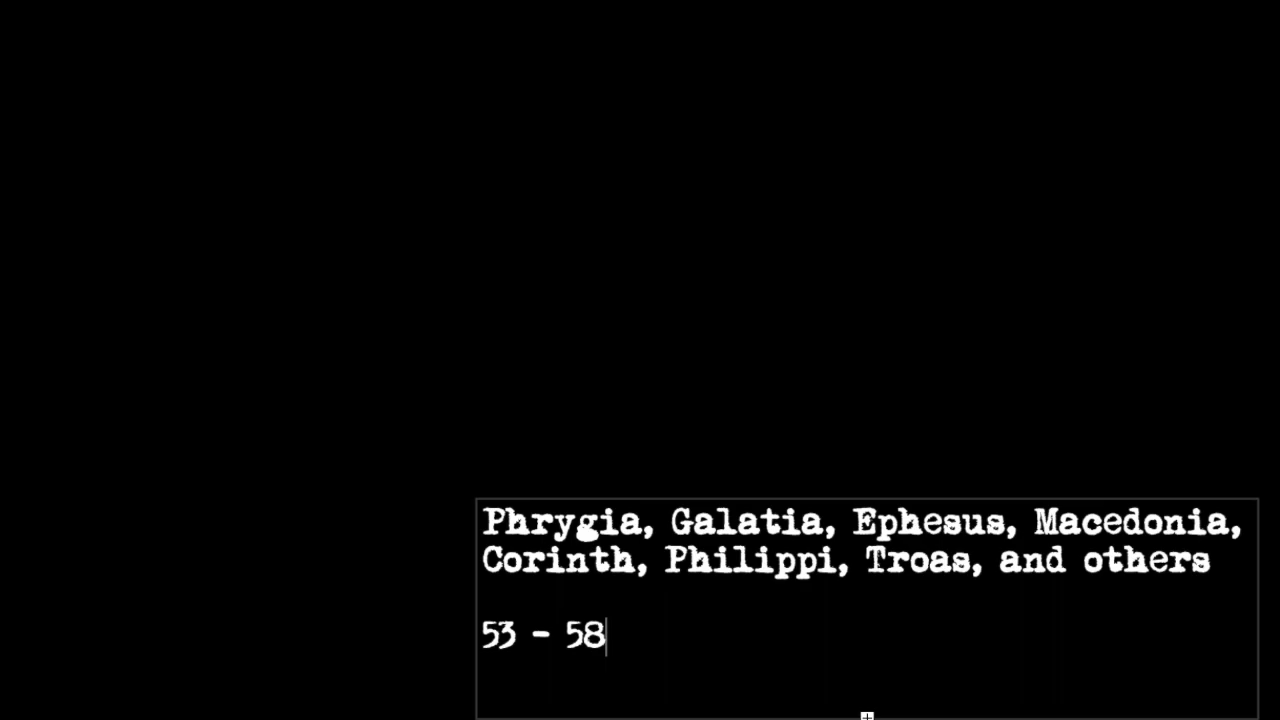 Phrygia, Galatia, Ephesus, Macedonia,
Corinth, Philippi, Troas, and others
53 - 58